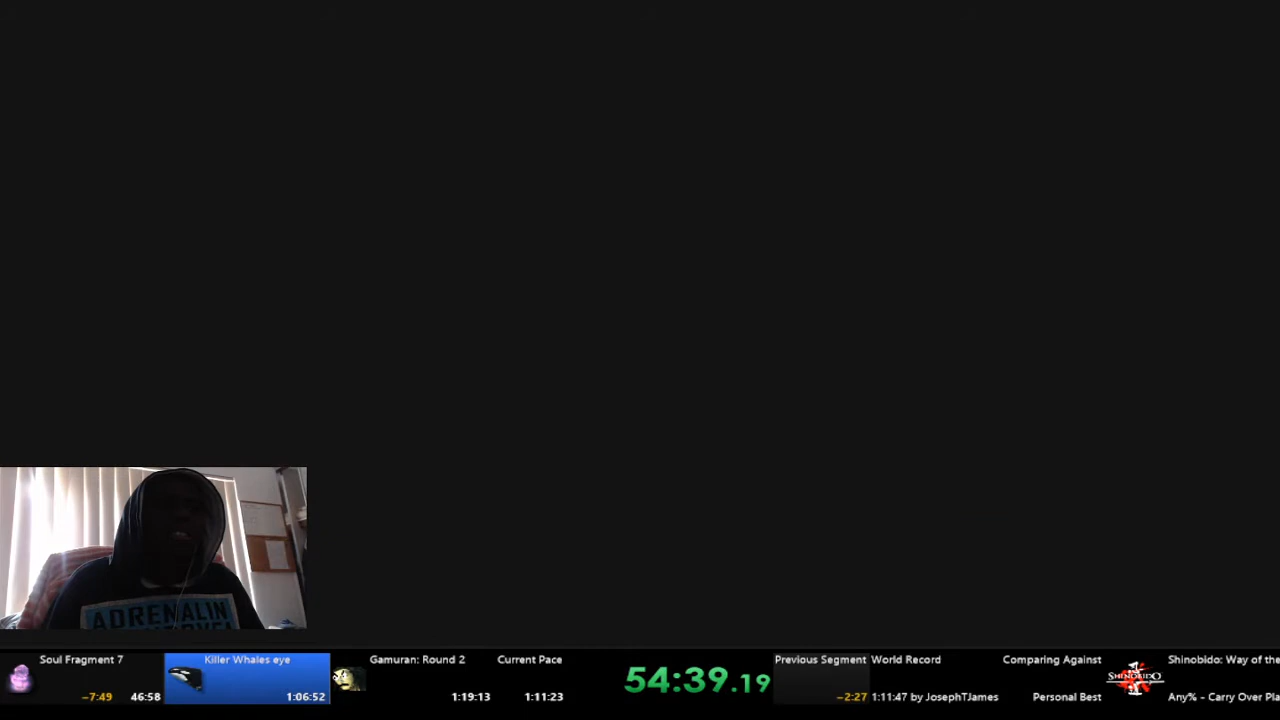 ADRENALIN
Soul Fragment 7
−7:49 46:58
Killer Whales eye
1:06:52
Gamuran: Round 2
1:19:13
Current Pace
1:11:23
54:39.19
Previous Segment
−2:27
World Record
1:11:47 by JosephTJames
Comparing Against
Personal Best
SHINOBIDO
Shinobido: Way of the
Any% - Carry Over Pla